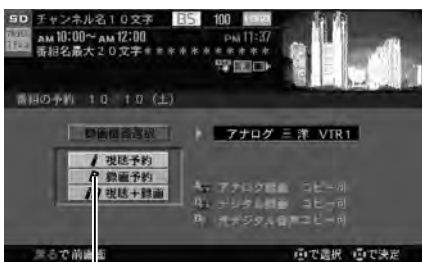 SD チャンネル１０文字 BS 100
AM 10:00～AM 12:00 PM 11:37
番組名最大２０文字＊＊＊＊＊＊＊＊＊＊
番組の予約 １０／１０（土）
録画機器選択 アナログ 三洋 VTR1
視聴予約
録画予約
視聴＋録画
アナログ録画 コピー可
デジタル録画 コピー可
光デジタル音声コピー可
戻るで前画面 で選択 で決定